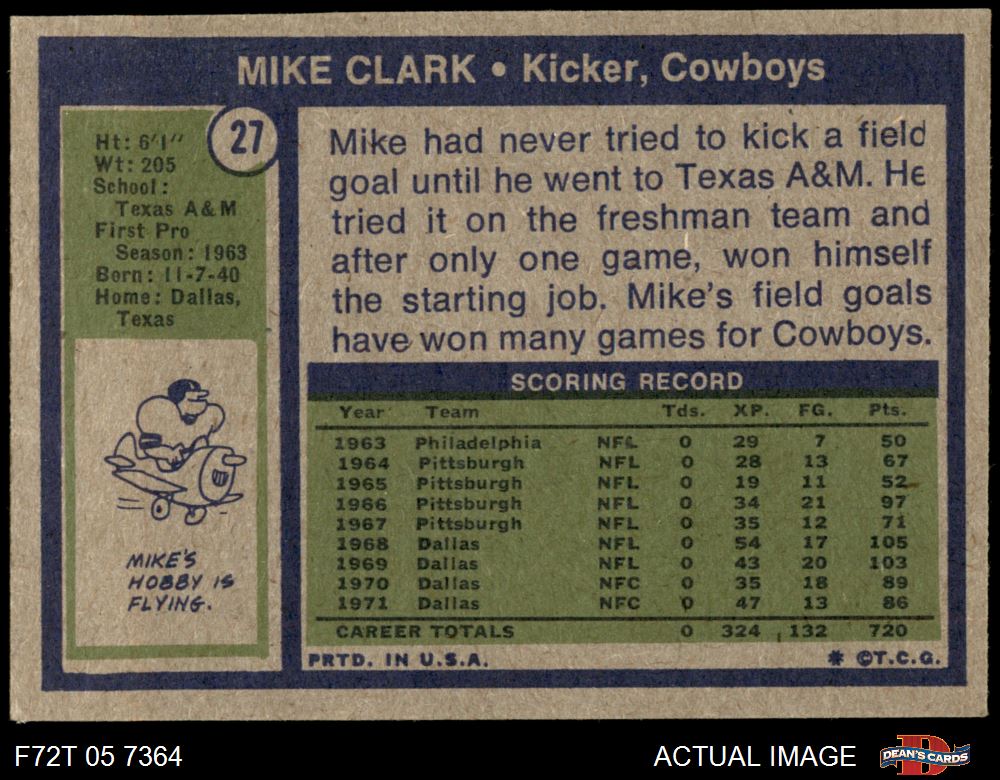 MIKE CLARK • Kicker, Cowboys
27
Ht: 6'1"
Wt: 205
School:
Texas A&M
First Pro
Season: 1963
Born: 11-7-40
Home: Dallas,
Texas
MIKE'S
HOBBY IS
FLYING.
Mike had never tried to kick a field
goal until he went to Texas A&M. He
tried it on the freshman team and
after only one game, won himself
the starting job. Mike's field goals
have won many games for Cowboys.
SCORING RECORD
Year Team Tds. XP. FG. Pts.
1963 Philadelphia NFL 0 29 7 50
1964 Pittsburgh NFL 0 28 13 67
1965 Pittsburgh NFL 0 19 11 52
1966 Pittsburgh NFL 0 34 21 97
1967 Pittsburgh NFL 0 35 12 71
1968 Dallas NFL 0 54 17 105
1969 Dallas NFL 0 43 20 103
1970 Dallas NFC 0 35 18 89
1971 Dallas NFC 0 47 13 86
CAREER TOTALS 0 324 132 720
PRTD. IN U.S.A. * ©T.C.G.
F72T 05 7364 ACTUAL IMAGE DEAN'S CARDS